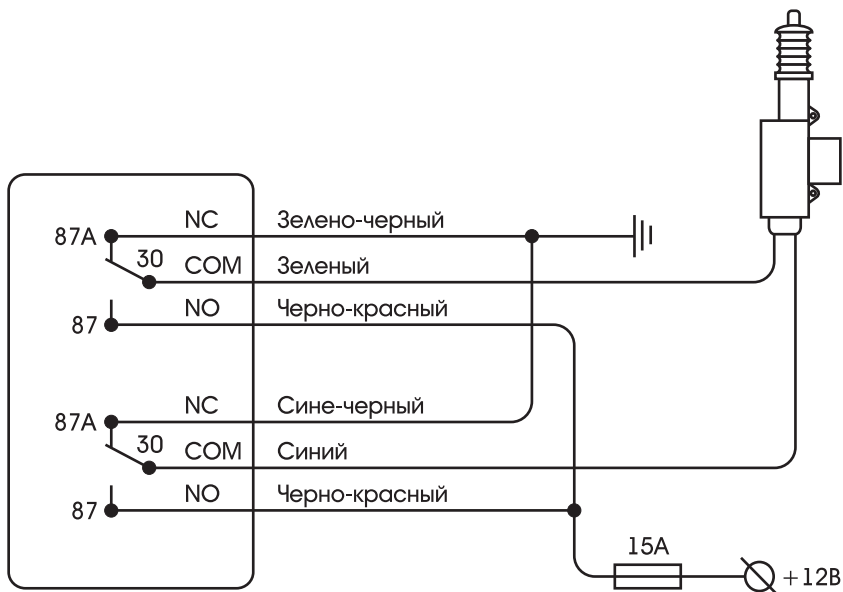 NC Зелено-черный
87A
30 COM Зеленый
NO Черно-красный
87
NC Сине-черный
87A
30 COM Синий
NO Черно-красный
87
15A
+12В